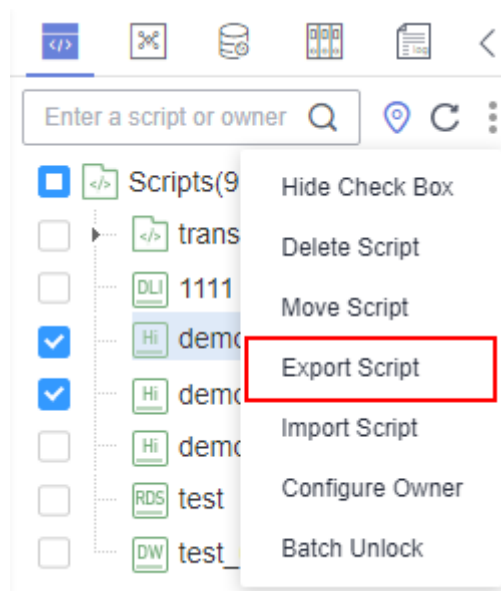 </>
log
Enter a script or owner
</> Scripts(9
Hide Check Box
</> trans
Delete Script
DLI 1111
Move Script
Hi demo
Export Script
Hi demo
Import Script
Hi demo
Configure Owner
RDS test
Batch Unlock
DW test_